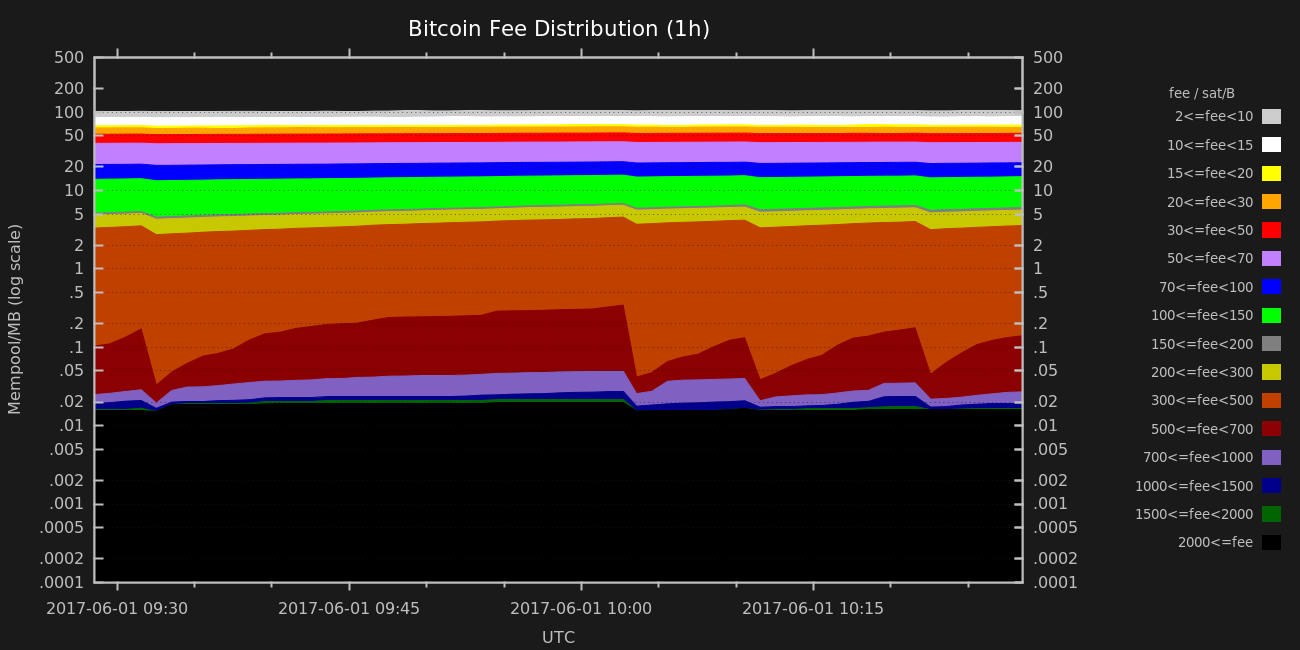 Bitcoin Fee Distribution (1h)
500
200
100
50
20
10
5
2
1
.5
.2
.1
.05
.02
.01
.005
.002
.001
.0005
.0002
.0001
Mempool/MB (log scale)
500
200
100
50
20
10
5
2
1
.5
.2
.1
.05
.02
.01
.005
.002
.001
.0005
.0002
.0001
2017-06-01 09:30
2017-06-01 09:45
2017-06-01 10:00
2017-06-01 10:15
UTC
fee / sat/B
2<=fee<10
10<=fee<15
15<=fee<20
20<=fee<30
30<=fee<50
50<=fee<70
70<=fee<100
100<=fee<150
150<=fee<200
200<=fee<300
300<=fee<500
500<=fee<700
700<=fee<1000
1000<=fee<1500
1500<=fee<2000
2000<=fee